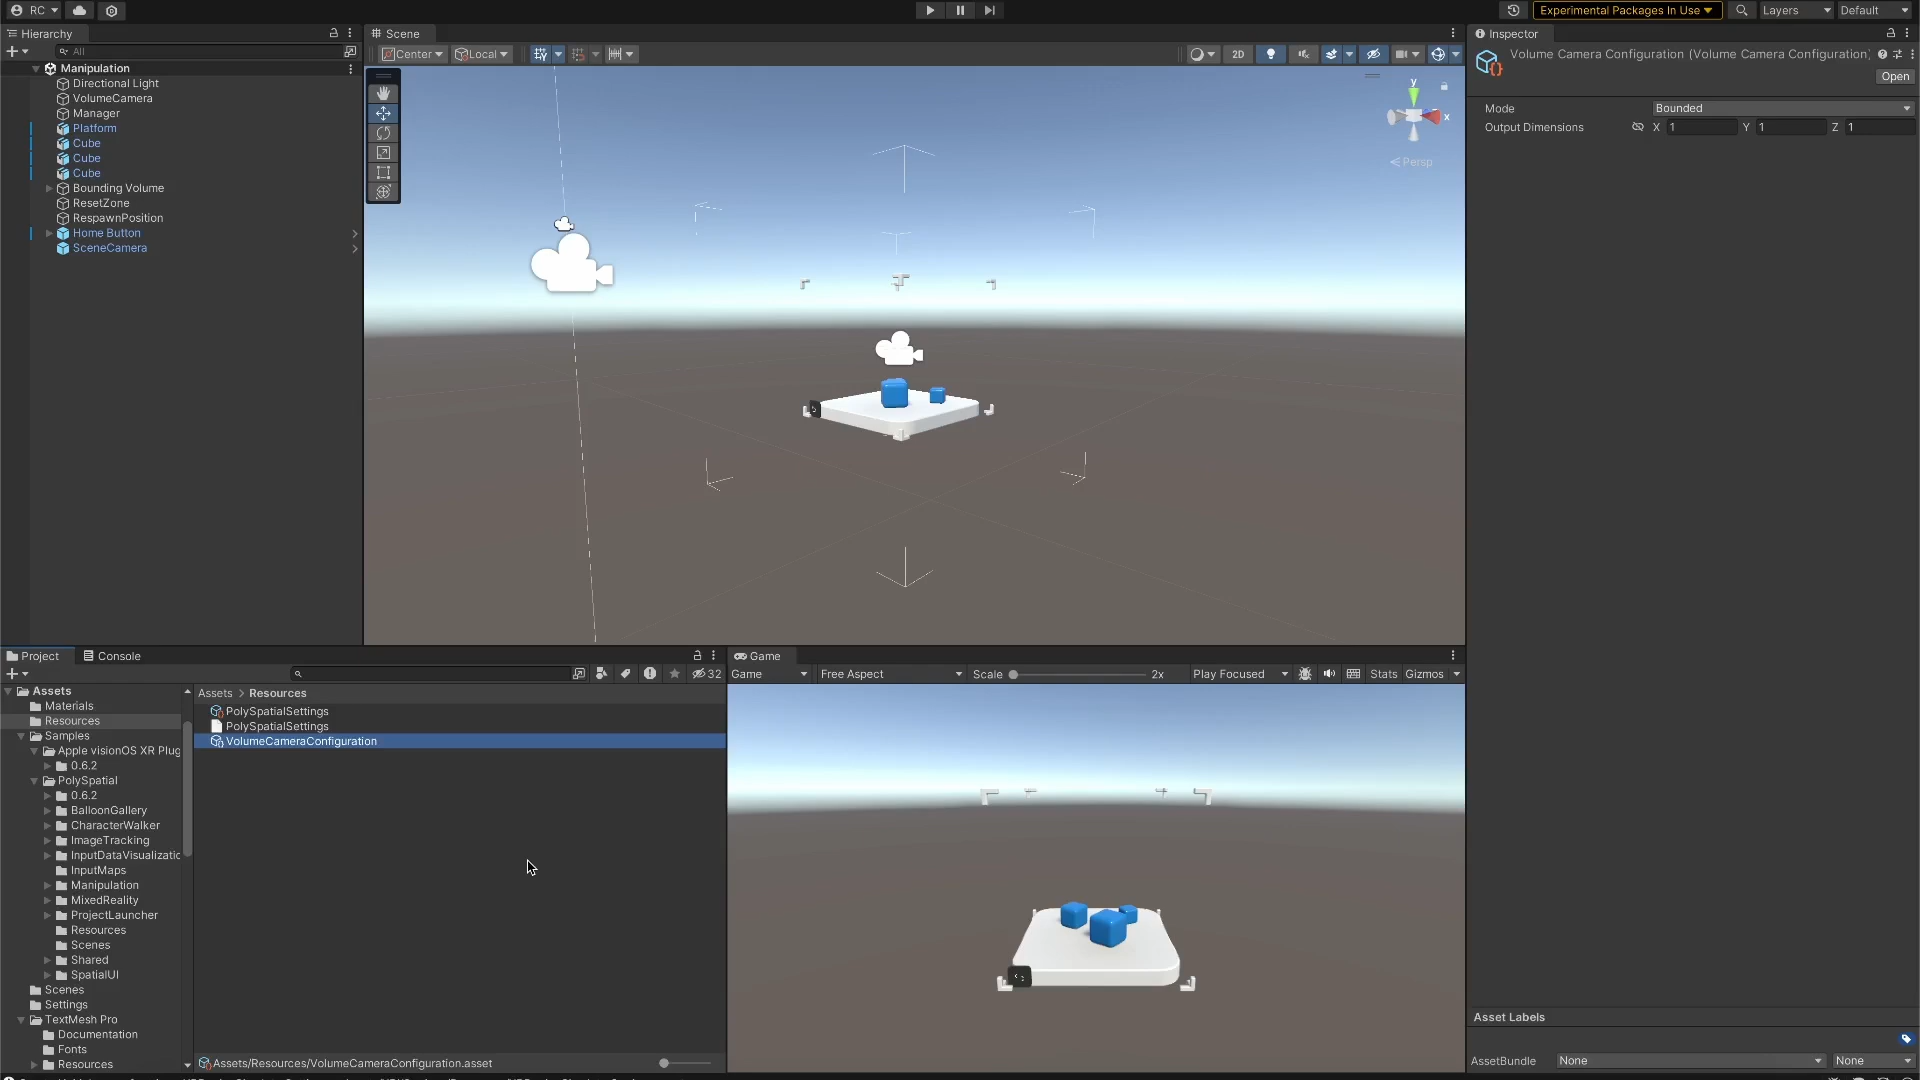 RC
Experimental Packages In Use
Layers
Default
Hierarchy
All
Manipulation
Directional Light
VolumeCamera
Manager
Platform
Cube
Cube
Cube
Bounding Volume
ResetZone
RespawnPosition
Home Button
SceneCamera
Scene
Center
Local
2D
y
x
Persp
Inspector
Volume Camera Configuration (Volume Camera Configuration)
Open
Mode
Bounded
Output Dimensions
X 1
Y 1
Z 1
Project
Console
32
Assets
Materials
Resources
Samples
Apple visionOS XR Plug
0.6.2
PolySpatial
0.6.2
BalloonGallery
CharacterWalker
ImageTracking
InputDataVisualizatic
InputMaps
Manipulation
MixedReality
ProjectLauncher
Resources
Scenes
Shared
SpatialUI
Scenes
Settings
TextMesh Pro
Documentation
Fonts
Resources
Assets > Resources
PolySpatialSettings
PolySpatialSettings
VolumeCameraConfiguration
Assets/Resources/VolumeCameraConfiguration.asset
Game
Game
Free Aspect
Scale
2x
Play Focused
Stats
Gizmos
Asset Labels
AssetBundle
None
None